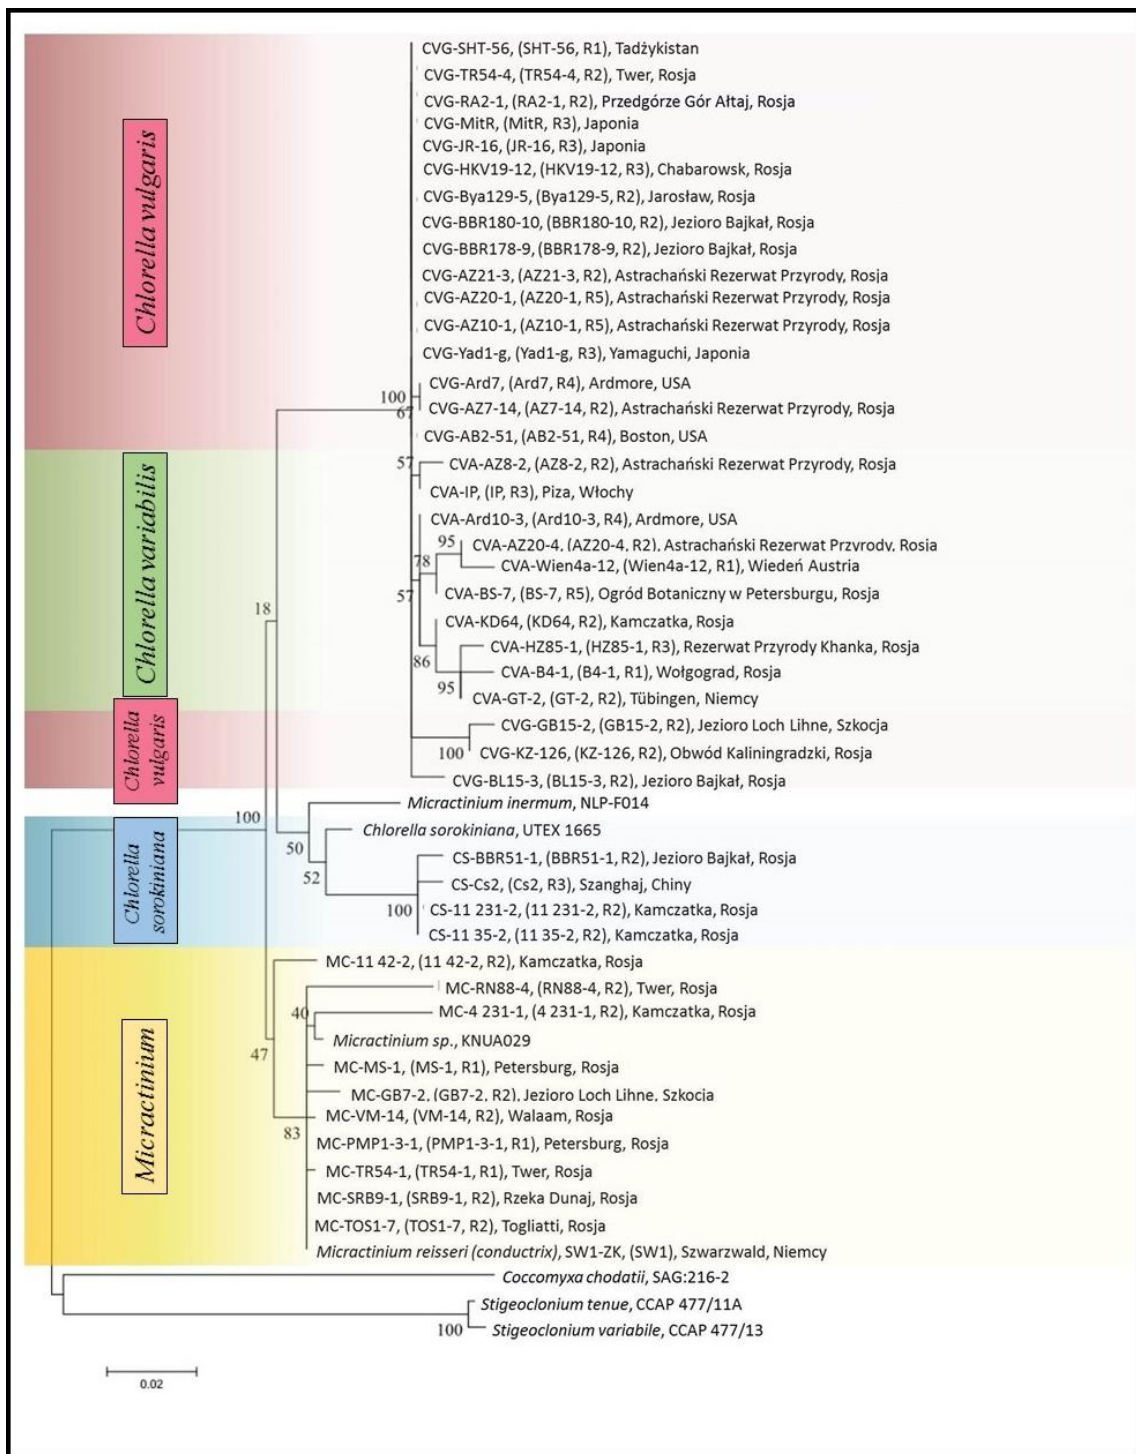 Chlorella vulgaris
Chlorella variabilis
Chlorella
vulgaris
Chlorella
sorokiniana
Micractinium
CVG-SHT-56, (SHT-56, R1), Tadżykistan
CVG-TR54-4, (TR54-4, R2), Twer, Rosja
CVG-RA2-1, (RA2-1, R2), Przedgórze Gór Ałtaj, Rosja
CVG-MitR, (MitR, R3), Japonia
CVG-JR-16, (JR-16, R3), Japonia
CVG-HKV19-12, (HKV19-12, R3), Chabarowsk, Rosja
CVG-Bya129-5, (Bya129-5, R2), Jarosław, Rosja
CVG-BBR180-10, (BBR180-10, R2), Jezioro Bajkał, Rosja
CVG-BBR178-9, (BBR178-9, R2), Jezioro Bajkał, Rosja
CVG-AZ21-3, (AZ21-3, R2), Astrachański Rezerwat Przyrody, Rosja
CVG-AZ20-1, (AZ20-1, R5), Astrachański Rezerwat Przyrody, Rosja
CVG-AZ10-1, (AZ10-1, R5), Astrachański Rezerwat Przyrody, Rosja
CVG-Yad1-g, (Yad1-g, R3), Yamaguchi, Japonia
CVG-Ard7, (Ard7, R4), Ardmore, USA
100
67
CVG-AZ7-14, (AZ7-14, R2), Astrachański Rezerwat Przyrody, Rosja
CVG-AB2-51, (AB2-51, R4), Boston, USA
57
CVA-AZ8-2, (AZ8-2, R2), Astrachański Rezerwat Przyrody, Rosja
CVA-IP, (IP, R3), Piza, Włochy
CVA-Ard10-3, (Ard10-3, R4), Ardmore, USA
95
CVA-AZ20-4, (AZ20-4, R2), Astrachański Rezerwat Przyrody, Rosja
78
CVA-Wien4a-12, (Wien4a-12, R1), Wiedeń Austria
57
CVA-BS-7, (BS-7, R5), Ogród Botaniczny w Petersburgu, Rosja
18
CVA-KD64, (KD64, R2), Kamczatka, Rosja
CVA-HZ85-1, (HZ85-1, R3), Rezerwat Przyrody Khanka, Rosja
86
CVA-B4-1, (B4-1, R1), Wołgograd, Rosja
95
CVA-GT-2, (GT-2, R2), Tübingen, Niemcy
CVG-GB15-2, (GB15-2, R2), Jezioro Loch Lihne, Szkocja
100
CVG-KZ-126, (KZ-126, R2), Obwód Kaliningradzki, Rosja
CVG-BL15-3, (BL15-3, R2), Jezioro Bajkał, Rosja
Micractinium inermum, NLP-F014
100
Chlorella sorokiniana, UTEX 1665
50
CS-BBR51-1, (BBR51-1, R2), Jezioro Bajkał, Rosja
52
CS-Cs2, (Cs2, R3), Szanghaj, Chiny
100
CS-11 231-2, (11 231-2, R2), Kamczatka, Rosja
CS-11 35-2, (11 35-2, R2), Kamczatka, Rosja
MC-11 42-2, (11 42-2, R2), Kamczatka, Rosja
MC-RN88-4, (RN88-4, R2), Twer, Rosja
40
MC-4 231-1, (4 231-1, R2), Kamczatka, Rosja
Micractinium sp., KNUA029
47
MC-MS-1, (MS-1, R1), Petersburg, Rosja
MC-GB7-2, (GB7-2, R2), Jezioro Loch Lihne, Szkocja
MC-VM-14, (VM-14, R2), Walaam, Rosja
83
MC-PMP1-3-1, (PMP1-3-1, R1), Petersburg, Rosja
MC-TR54-1, (TR54-1, R1), Twer, Rosja
MC-SRB9-1, (SRB9-1, R2), Rzeka Dunaj, Rosja
MC-TOS1-7, (TOS1-7, R2), Togliatti, Rosja
Micractinium reisseri (conductrix), SW1-ZK, (SW1), Szwarzwald, Niemcy
Coccomyxa chodatii, SAG:216-2
Stigeoclonium tenue, CCAP 477/11A
100
Stigeoclonium variabile, CCAP 477/13
0.02